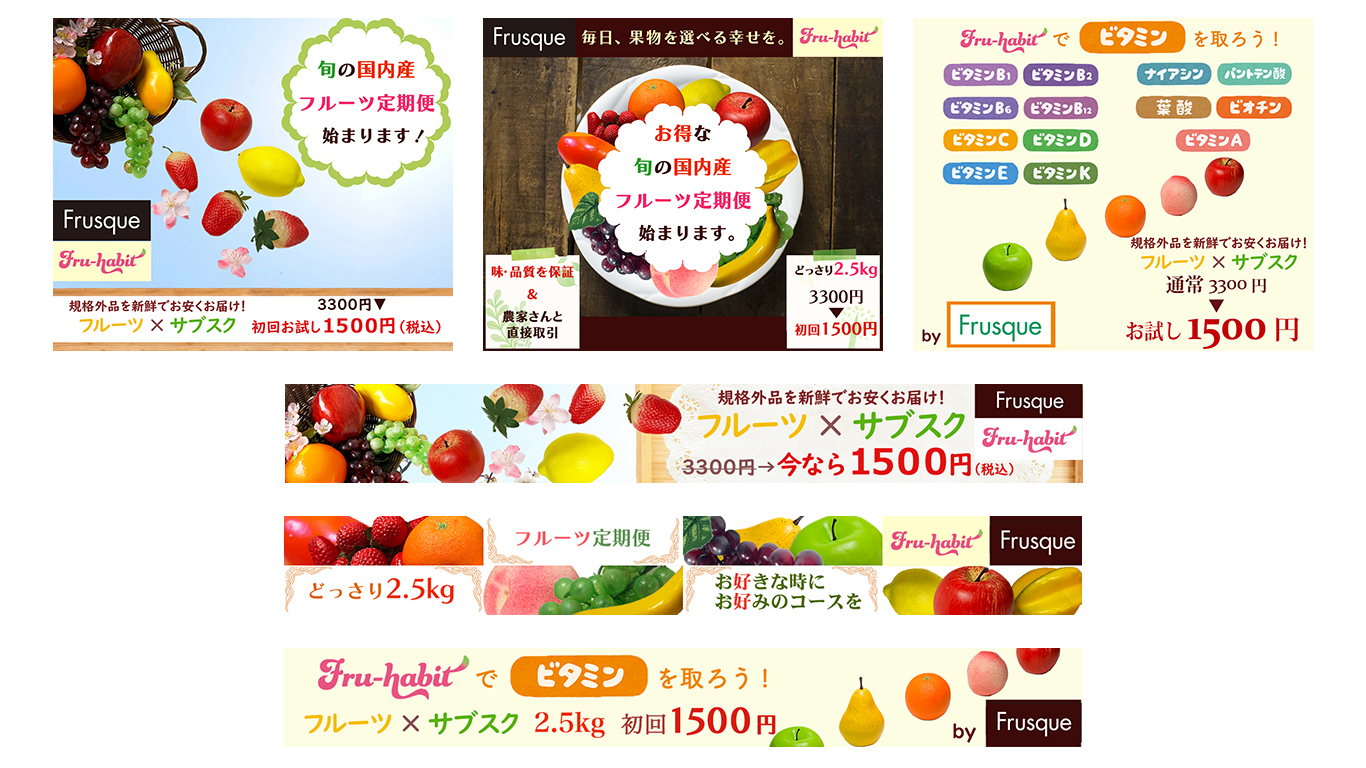 旬の国内産
フルーツ定期便
始まります！
Frusque
Fru-habit
規格外品を新鮮でお安くお届け！
フルーツ×サブスク
3300円▼
初回お試し1500円（税込）
Frusque
毎日、果物を選べる幸せを。
Fru-habit
お得な
旬の国内産
フルーツ定期便
始まります。
味・品質を保証
&
農家さんと
直接取引
どっさり2.5kg
3300円
▼
初回1500円
Fru-habitでビタミンを取ろう！
ビタミンB1 ビタミンB2 ナイアシン パントテン酸
ビタミンB6 ビタミンB12 葉酸 ビオチン
ビタミンC ビタミンD ビタミンA
ビタミンE ビタミンK
規格外品を新鮮でお安くお届け！
フルーツ×サブスク
通常 3300 円
▼
お試し1500円
by Frusque
規格外品を新鮮でお安くお届け！
フルーツ×サブスク
3300円→今なら1500円（税込）
Frusque
Fru-habit
フルーツ定期便
Fru-habit
Frusque
どっさり2.5kg
お好きな時に
お好みのコースを
Fru-habitでビタミンを取ろう！
フルーツ×サブスク 2.5kg 初回1500円
by Frusque